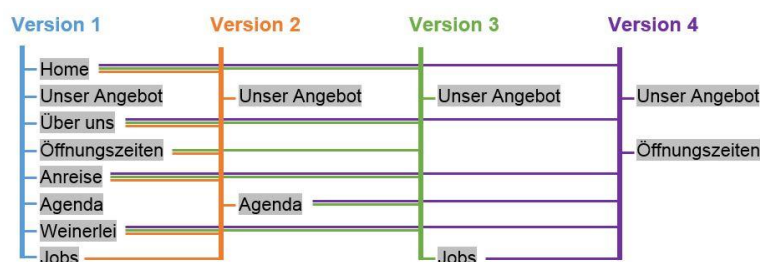 Version 1 Version 2 Version 3 Version 4
Home
Unser Angebot Unser Angebot Unser Angebot Unser Angebot
Über uns
Öffnungszeiten Öffnungszeiten
Anreise
Agenda Agenda
Weinerlei
Jobs Jobs